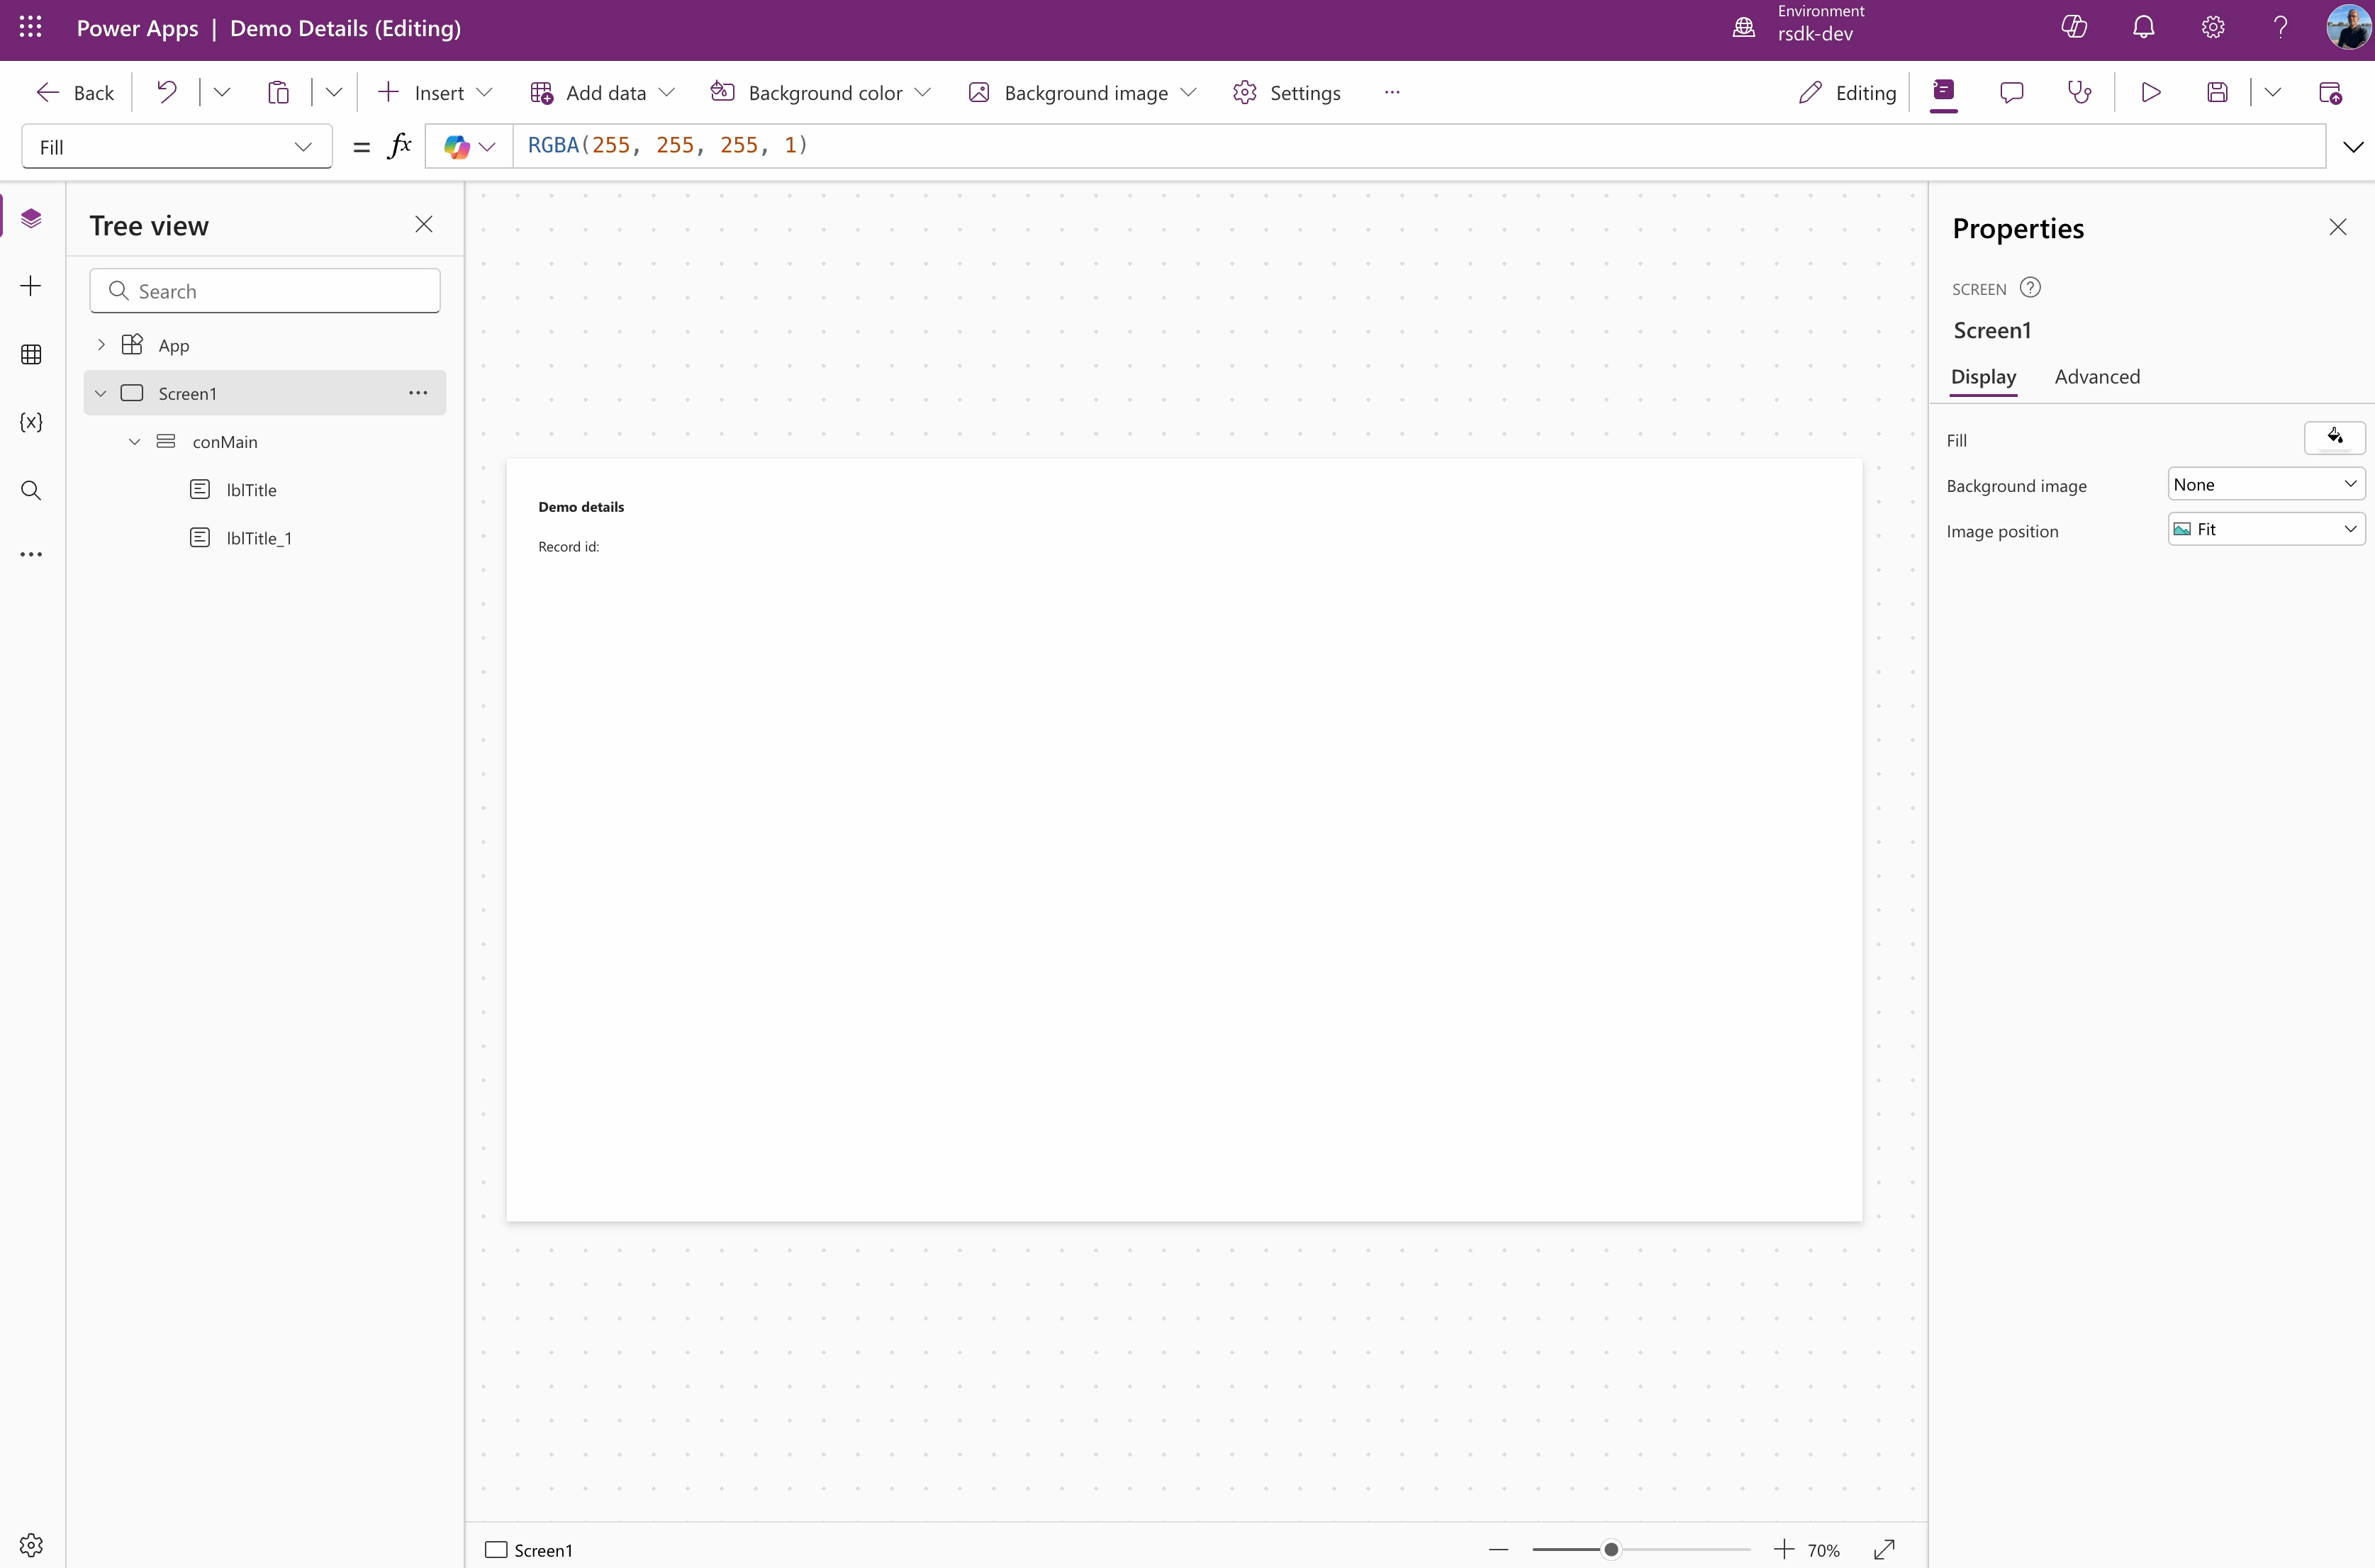 Power Apps | Demo Details (Editing)
Environment
rsdk-dev
Back
Insert
Add data
Background color
Background image
Settings
Editing
Fill
= fx
RGBA(255, 255, 255, 1)
Tree view
Search
App
Screen1
conMain
lblTitle
lblTitle_1
Demo details
Record id:
Screen1
70%
Properties
SCREEN
Screen1
Display
Advanced
Fill
Background image
None
Image position
Fit